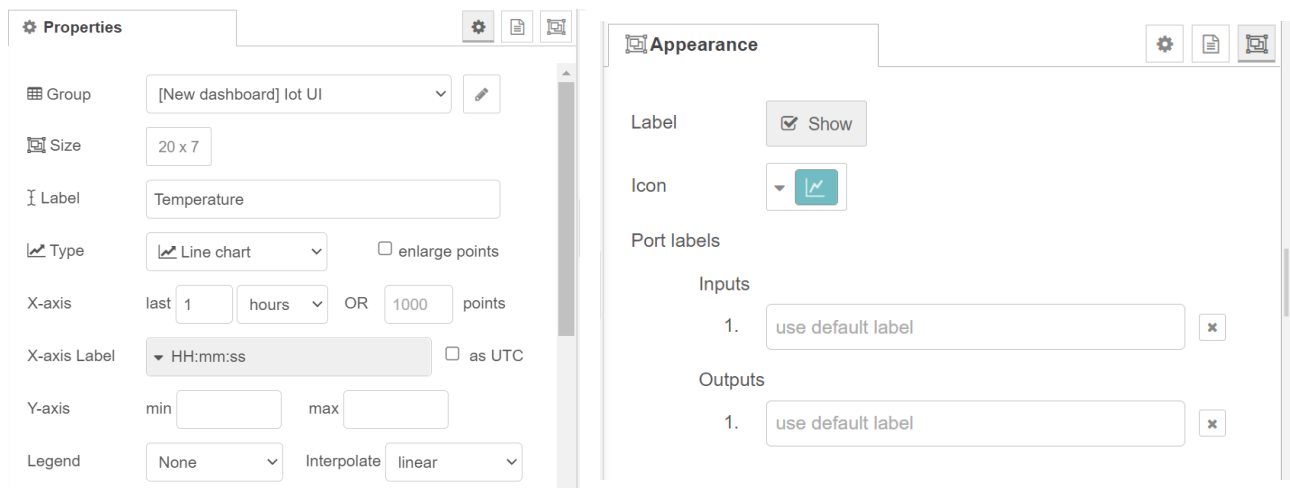 Properties
Group [New dashboard] Iot UI
Size 20 x 7
Label Temperature
Type Line chart enlarge points
X-axis last 1 hours OR 1000 points
X-axis Label HH:mm:ss as UTC
Y-axis min max
Legend None Interpolate linear
Appearance
Label Show
Icon
Port labels
Inputs
1. use default label
Outputs
1. use default label